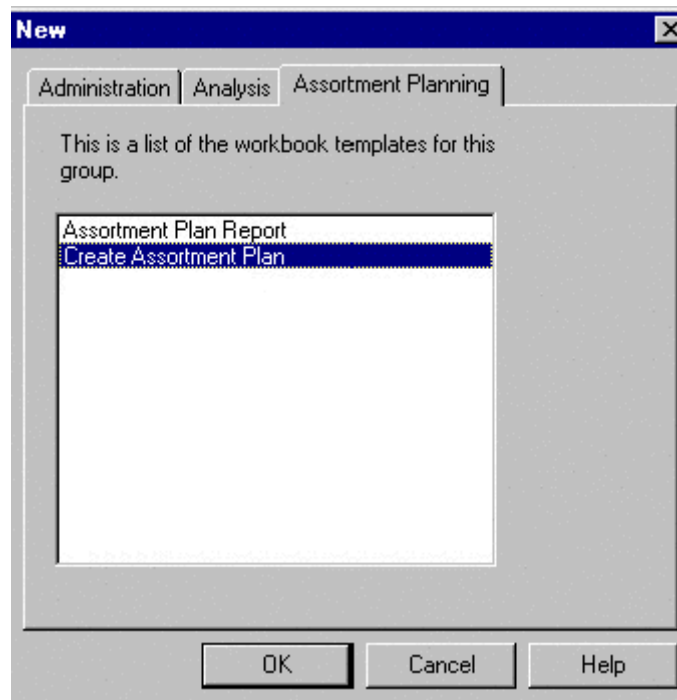 New
Administration Analysis Assortment Planning
This is a list of the workbook templates for this
group.
Assortment Plan Report
Create Assortment Plan
OK Cancel Help